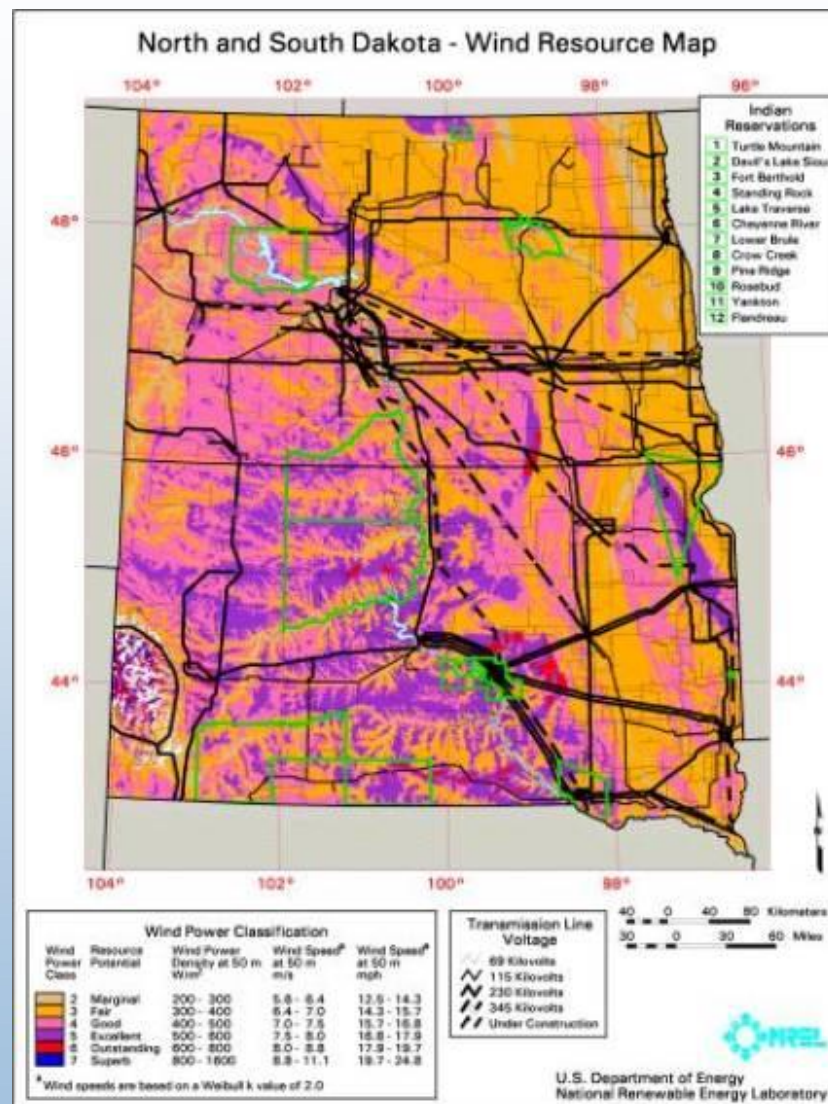 North and South Dakota - Wind Resource Map
104° 102° 100° 98° 96°
Indian
Reservations
1 Turtle Mountain
2 Devil's Lake Sioux
3 Fort Berthold
4 Standing Rock
5 Lake Traverse
6 Cheyenne River
7 Lower Brule
8 Crow Creek
9 Pine Ridge
10 Rosebud
11 Yankton
12 Flandreau
48° 48°
46° 46°
44° 44°
104° 102° 100° 98°
Wind Power Classification
Wind Power Class Resource Potential Wind Power Density at 50 m W/m² Wind Speedᵃ at 50 m m/s Wind Speedᵃ at 50 m mph
2 Marginal 200 - 300 5.6 - 6.4 12.5 - 14.3
3 Fair 300 - 400 6.4 - 7.0 14.3 - 15.7
4 Good 400 - 500 7.0 - 7.5 15.7 - 16.8
5 Excellent 500 - 600 7.5 - 8.0 16.8 - 17.9
6 Outstanding 600 - 800 8.0 - 8.8 17.9 - 19.7
7 Superb 800 - 1600 8.8 - 11.1 19.7 - 24.8
ᵃ Wind speeds are based on a Weibull k value of 2.0
Transmission Line
Voltage
69 Kilovolts
115 Kilovolts
230 Kilovolts
345 Kilovolts
Under Construction
40 0 40 80 Kilometers
30 0 30 60 Miles
NREL
U.S. Department of Energy
National Renewable Energy Laboratory